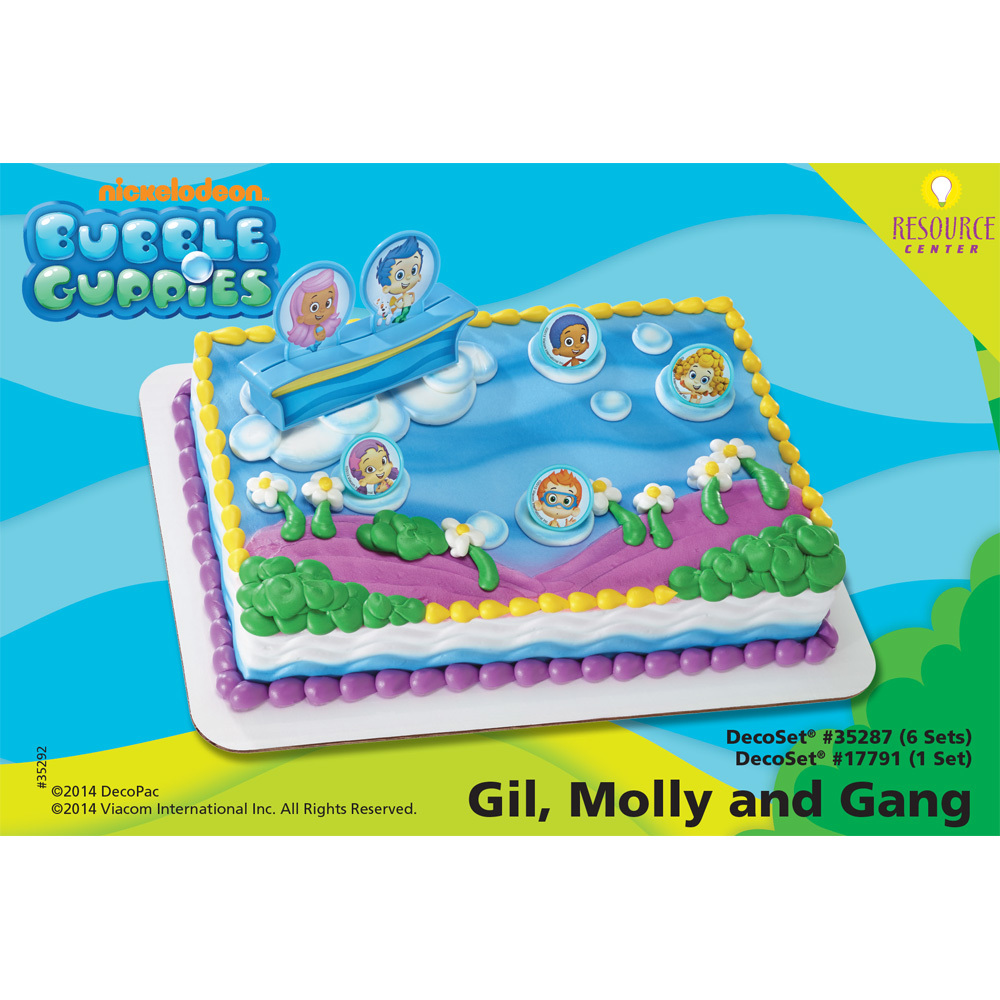 nickelodeon™
BUBBLE
GUPPIES
RESOURCE
CENTER
DecoSet® #35287 (6 Sets)
DecoSet® #17791 (1 Set)
Gil, Molly and Gang
#35292
©2014 DecoPac
©2014 Viacom International Inc. All Rights Reserved.